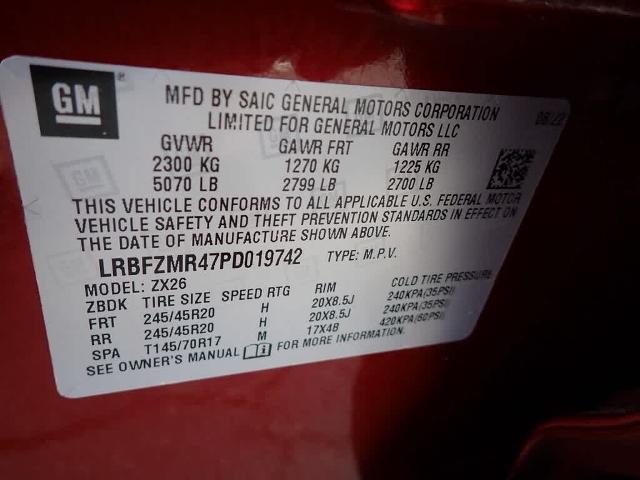 GM
MFD BY SAIC GENERAL MOTORS CORPORATION
LIMITED FOR GENERAL MOTORS LLC
08/22
GVWR GAWR FRT GAWR RR
2300 KG 1270 KG 1225 KG
5070 LB 2799 LB 2700 LB
THIS VEHICLE CONFORMS TO ALL APPLICABLE U.S. FEDERAL MOTOR
VEHICLE SAFETY AND THEFT PREVENTION STANDARDS IN EFFECT ON
THE DATE OF MANUFACTURE SHOWN ABOVE.
LRBFZMR47PD019742 TYPE: M.P.V.
MODEL: ZX26
ZBDK TIRE SIZE SPEED RTG RIM COLD TIRE PRESSURE
FRT 245/45R20 H 20X8.5J 240KPA(35PSI)
RR 245/45R20 H 20X8.5J 240KPA(35PSI)
SPA T145/70R17 M 17X4B 420KPA(60PSI)
SEE OWNER'S MANUAL FOR MORE INFORMATION.